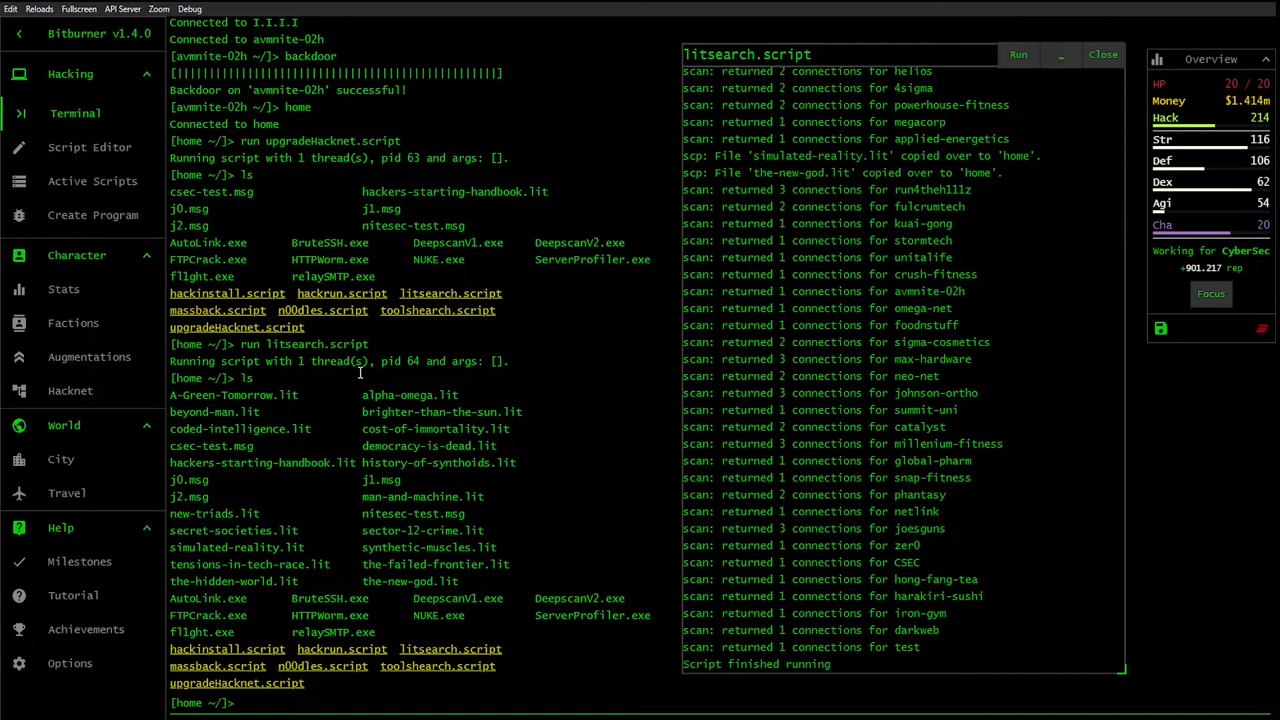 Edit Reloads Fullscreen API Server Zoom Debug
Bitburner v1.4.0
Hacking
Terminal
Script Editor
Active Scripts
Create Program
Character
Stats
Factions
Augmentations
Hacknet
World
City
Travel
Help
Milestones
Tutorial
Achievements
Options
Connected to I.I.I.I
Connected to avmnite-02h
[avmnite-02h ~/]> backdoor
[||||||||||||||||||||||||||||||||||||||||||||||||||]
Backdoor on 'avmnite-02h' successful!
[avmnite-02h ~/]> home
Connected to home
[home ~/]> run upgradeHacknet.script
Running script with 1 thread(s), pid 63 and args: [].
[home ~/]> ls
csec-test.msg hackers-starting-handbook.lit
j0.msg j1.msg
j2.msg nitesec-test.msg
AutoLink.exe BruteSSH.exe DeepscanV1.exe DeepscanV2.exe
FTPCrack.exe HTTPWorm.exe NUKE.exe ServerProfiler.exe
fl1ght.exe relaySMTP.exe
hackinstall.script hackrun.script litsearch.script
massback.script n00dles.script toolshearch.script
upgradeHacknet.script
[home ~/]> run litsearch.script
Running script with 1 thread(s), pid 64 and args: [].
[home ~/]> ls
A-Green-Tomorrow.lit alpha-omega.lit
beyond-man.lit brighter-than-the-sun.lit
coded-intelligence.lit cost-of-immortality.lit
csec-test.msg democracy-is-dead.lit
hackers-starting-handbook.lit history-of-synthoids.lit
j0.msg j1.msg
j2.msg man-and-machine.lit
new-triads.lit nitesec-test.msg
secret-societies.lit sector-12-crime.lit
simulated-reality.lit synthetic-muscles.lit
tensions-in-tech-race.lit the-failed-frontier.lit
the-hidden-world.lit the-new-god.lit
AutoLink.exe BruteSSH.exe DeepscanV1.exe DeepscanV2.exe
FTPCrack.exe HTTPWorm.exe NUKE.exe ServerProfiler.exe
fl1ght.exe relaySMTP.exe
hackinstall.script hackrun.script litsearch.script
massback.script n00dles.script toolshearch.script
upgradeHacknet.script
[home ~/]>
litsearch.script Run _ Close
scan: returned 2 connections for helios
scan: returned 2 connections for 4sigma
scan: returned 2 connections for powerhouse-fitness
scan: returned 1 connections for megacorp
scan: returned 1 connections for applied-energetics
scp: File 'simulated-reality.lit' copied over to 'home'.
scp: File 'the-new-god.lit' copied over to 'home'.
scan: returned 3 connections for run4theh111z
scan: returned 2 connections for fulcrumtech
scan: returned 1 connections for kuai-gong
scan: returned 1 connections for stormtech
scan: returned 1 connections for unitalife
scan: returned 1 connections for crush-fitness
scan: returned 1 connections for avmnite-02h
scan: returned 1 connections for omega-net
scan: returned 1 connections for foodnstuff
scan: returned 2 connections for sigma-cosmetics
scan: returned 3 connections for max-hardware
scan: returned 2 connections for neo-net
scan: returned 3 connections for johnson-ortho
scan: returned 1 connections for summit-uni
scan: returned 2 connections for catalyst
scan: returned 3 connections for millenium-fitness
scan: returned 1 connections for global-pharm
scan: returned 1 connections for snap-fitness
scan: returned 2 connections for phantasy
scan: returned 1 connections for netlink
scan: returned 3 connections for joesguns
scan: returned 1 connections for zer0
scan: returned 1 connections for CSEC
scan: returned 1 connections for hong-fang-tea
scan: returned 1 connections for harakiri-sushi
scan: returned 1 connections for iron-gym
scan: returned 1 connections for darkweb
scan: returned 1 connections for test
Script finished running
Overview
HP 20 / 20
Money $1.414m
Hack 214
Str 116
Def 106
Dex 62
Agi 54
Cha 20
Working for CyberSec
+901.217 rep
Focus